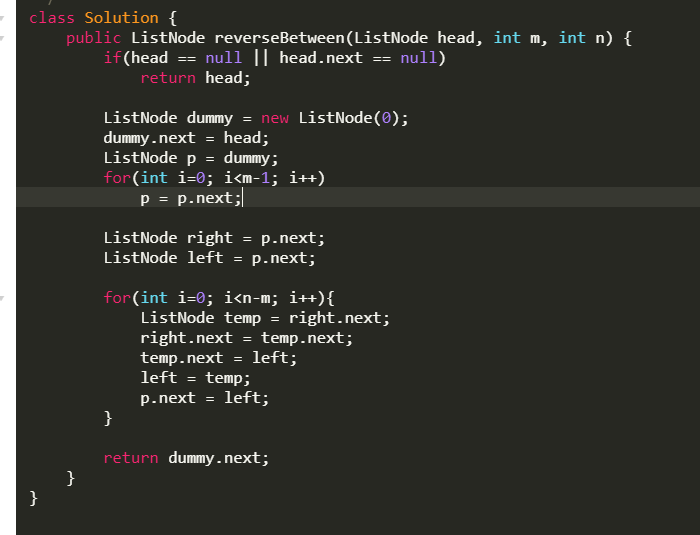 class Solution {
    public ListNode reverseBetween(ListNode head, int m, int n) {
        if(head == null || head.next == null)
            return head;

        ListNode dummy = new ListNode(0);
        dummy.next = head;
        ListNode p = dummy;
        for(int i=0; i<m-1; i++)
            p = p.next;

        ListNode right = p.next;
        ListNode left = p.next;

        for(int i=0; i<n-m; i++){
            ListNode temp = right.next;
            right.next = temp.next;
            temp.next = left;
            left = temp;
            p.next = left;
        }

        return dummy.next;
    }
}